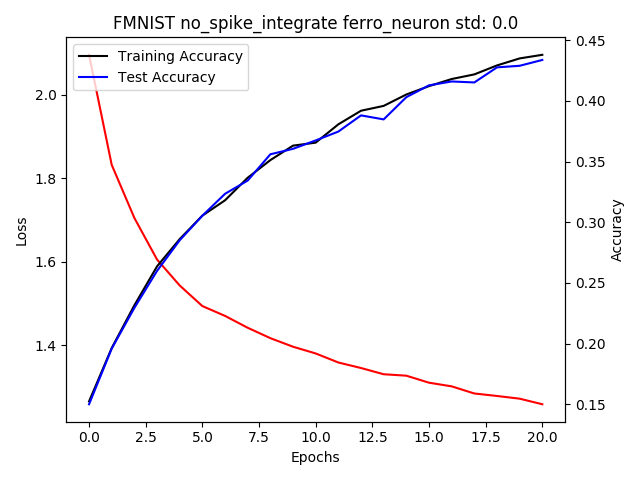 FMNIST no_spike_integrate ferro_neuron std: 0.0
Training Accuracy
Test Accuracy
2.0
1.8
1.6
1.4
Loss
0.45
0.40
0.35
0.30
0.25
0.20
0.15
Accuracy
0.0 2.5 5.0 7.5 10.0 12.5 15.0 17.5 20.0
Epochs